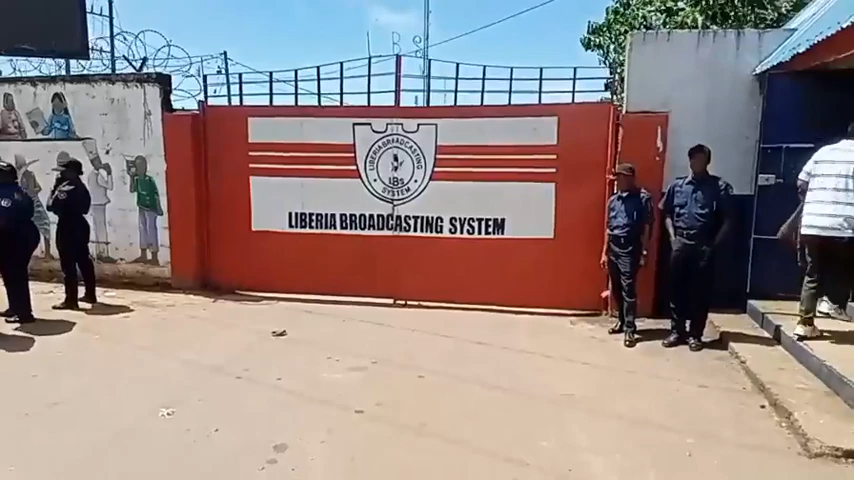 LIBERIA BROADCASTING
LBS
SYSTEM
LIBERIA BROADCASTING SYSTEM